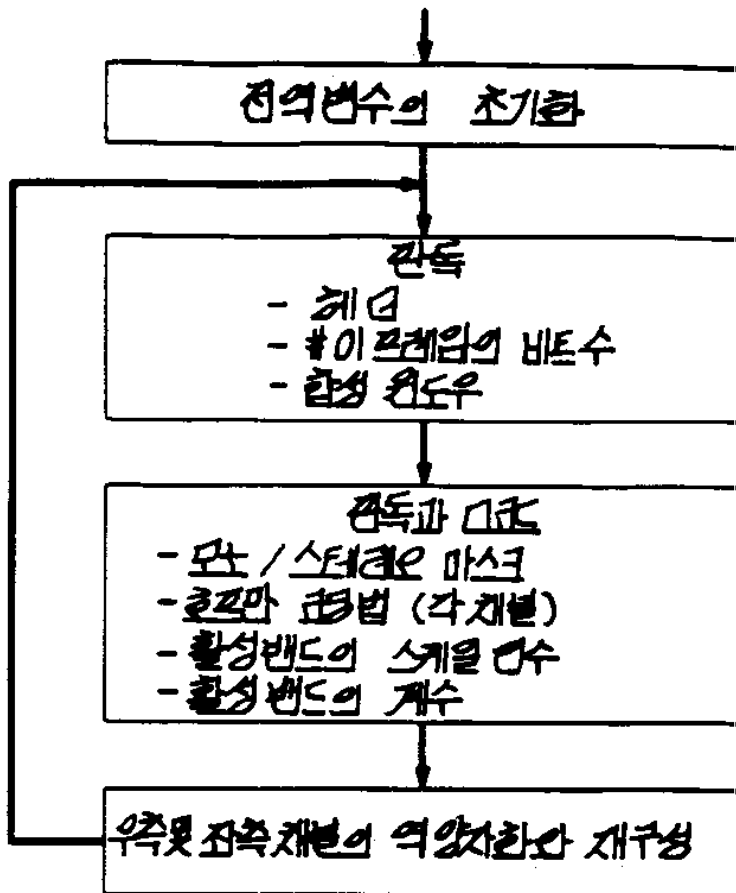 전역변수의 초기화
판독
- 헤더
- #이 프레임의 비트수
- 합성 윈도우
판독과 디코드
- 모노/스테레오 마스크
- 호프만 코딩법 (각 채널)
- 활성밴드의 스케일 인수
- 활성밴드의 계수
우측및 좌측채널의 역양자화와 재구성